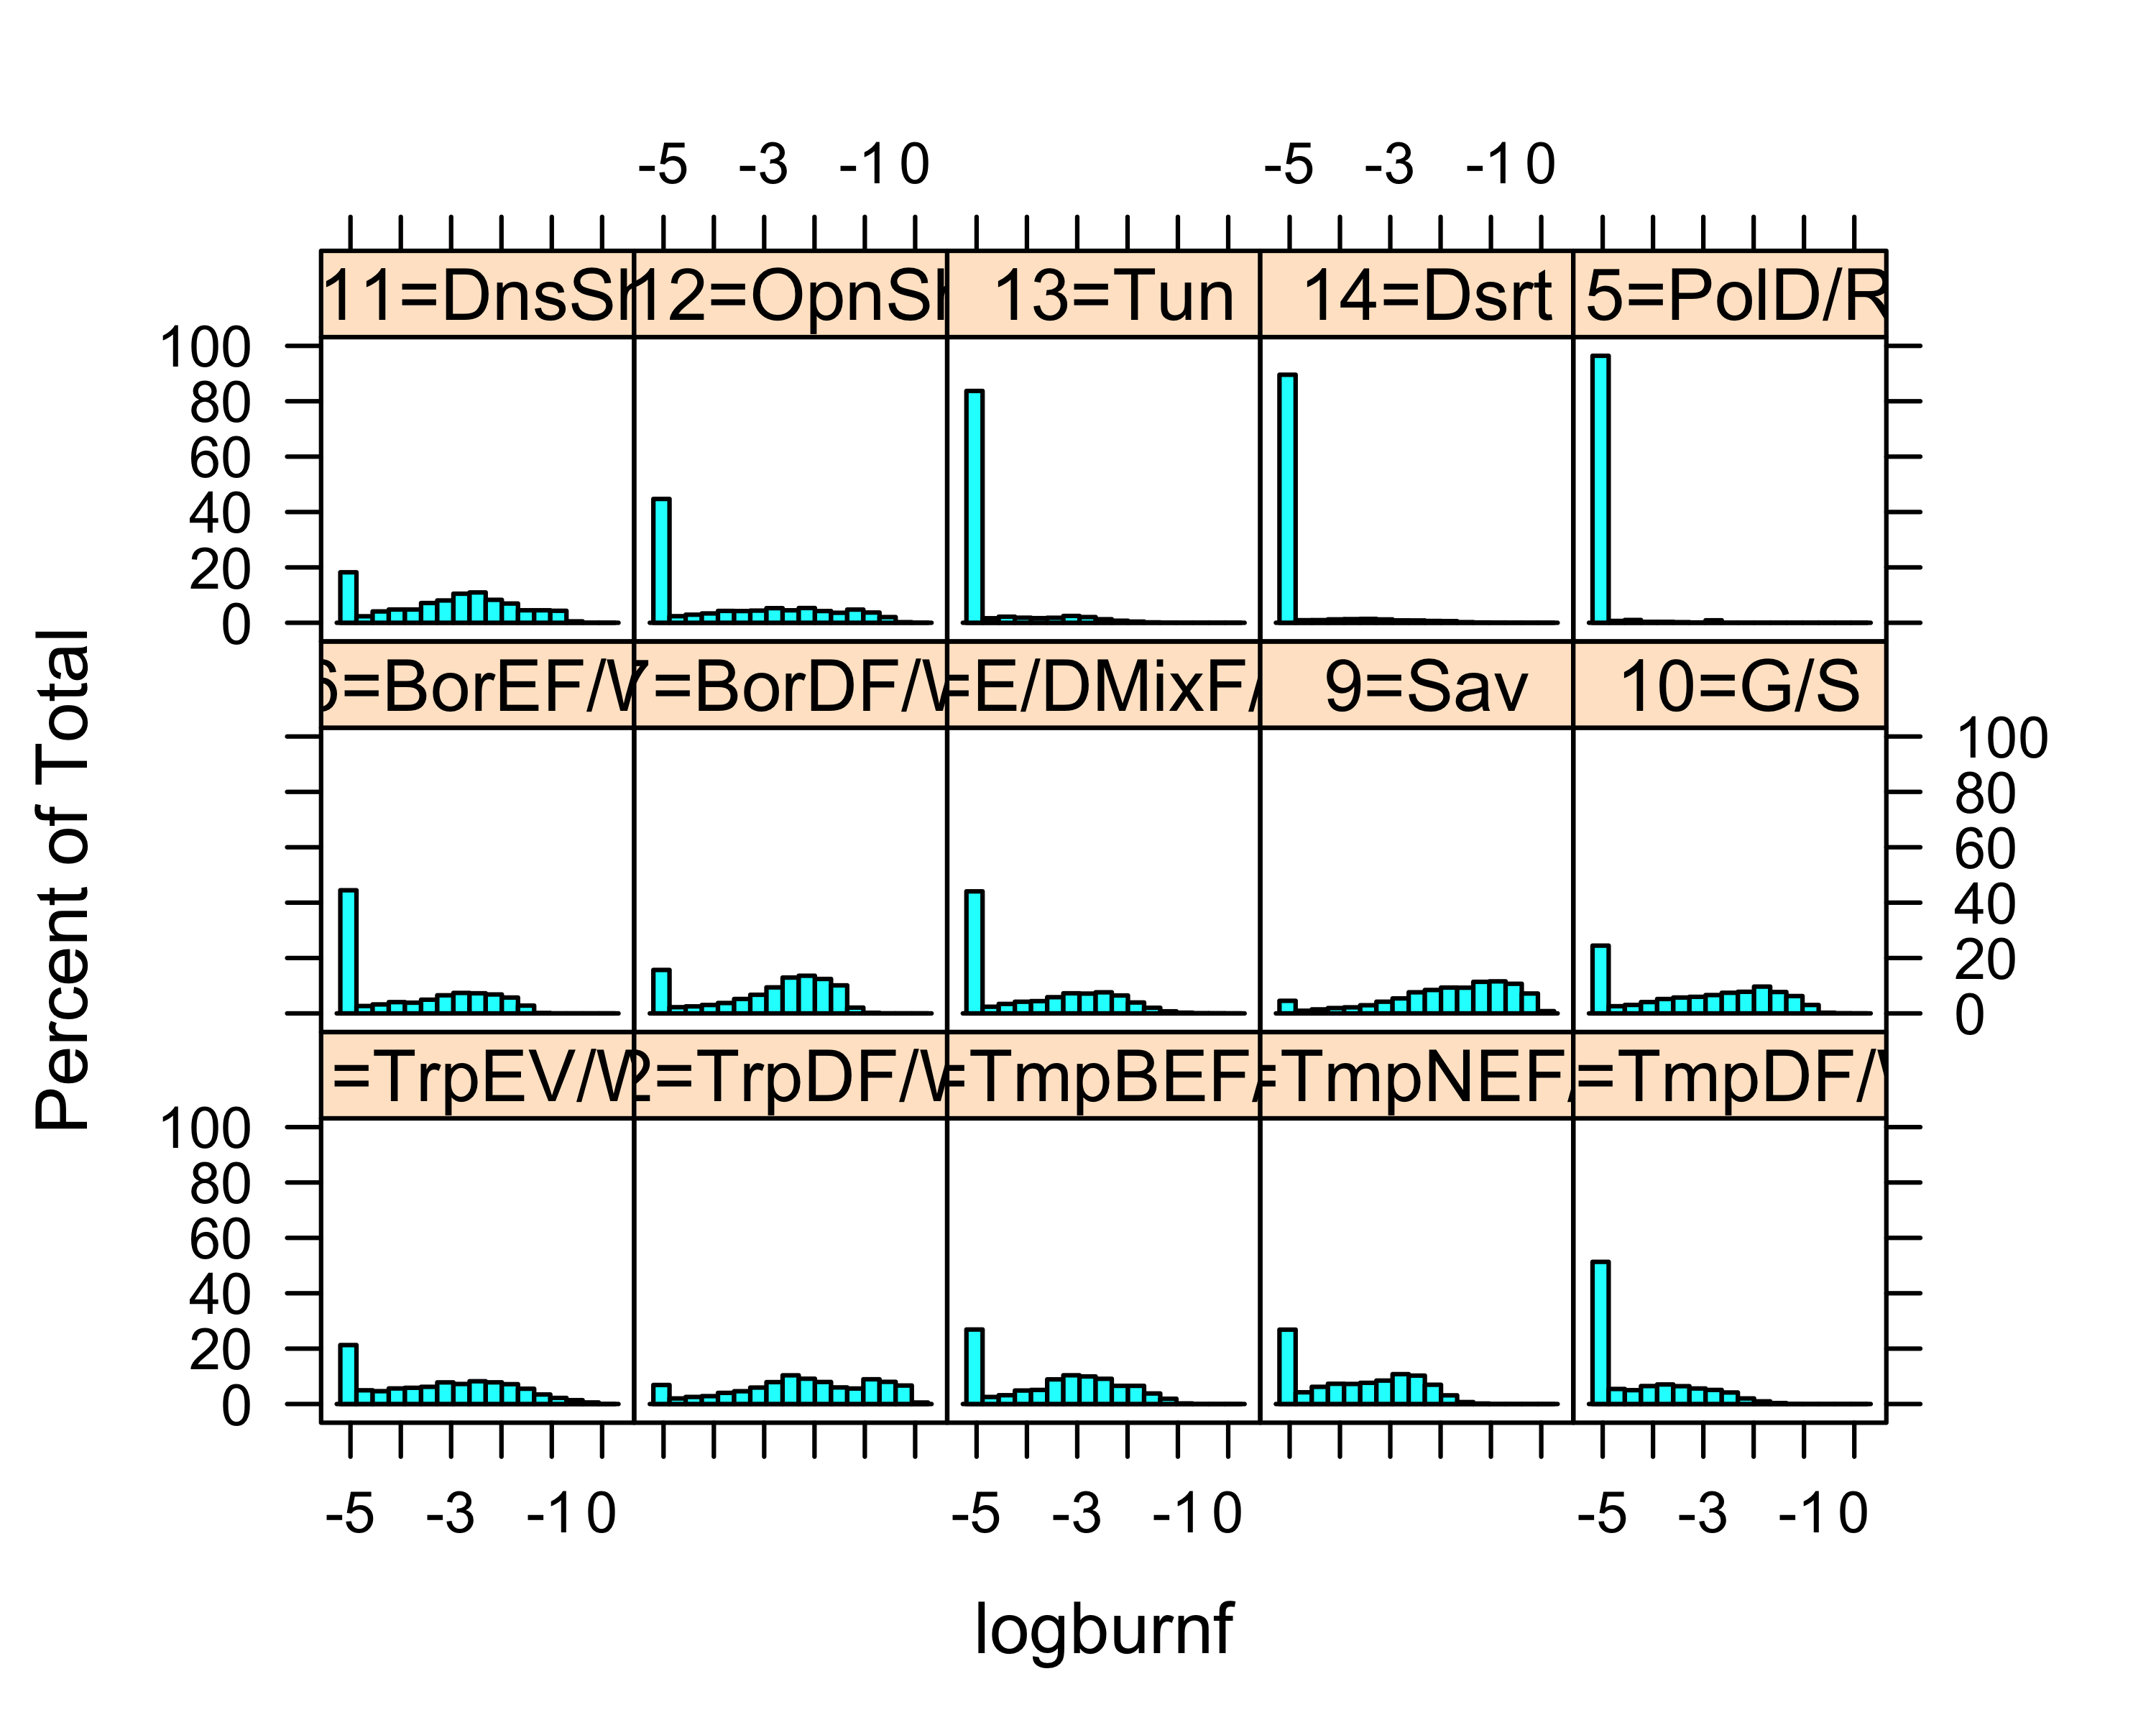 -5 -3 -1 0 -5 -3 -1 0
11=DnsS 12=OpnS 13=Tun 14=Dsrt 5=PolD/R
100
80
60
40
20
0
=BorEF/W 7=BorDF/ =E/DMixF/ 9=Sav 10=G/S
100
80
60
40
20
0
=TrpEV/W 2=TrpDF/ =TmpBEF/ =TmpNEF/ =TmpDF/
100
80
60
40
20
0
-5 -3 -1 0 -5 -3 -1 0 -5 -3 -1 0
Percent of Total
logburnf